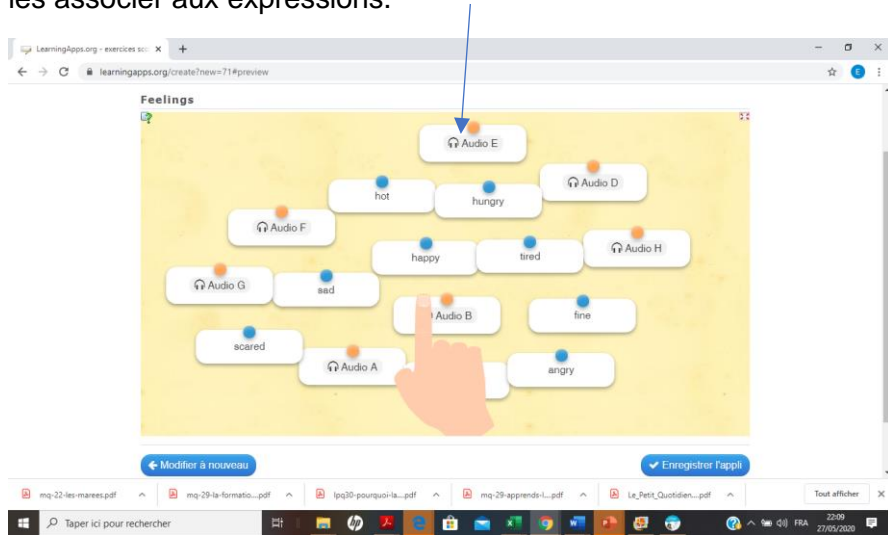 les associer aux expressions.
LearningApps.org - exercices sc
learningapps.org/create?new=71#preview
E
Feelings
Audio E
Audio D
hot
hungry
Audio F
Audio H
happy
tired
Audio G
sad
Audio B
fine
scared
Audio A
angry
Modifier à nouveau
Enregistrer l'appli
mq-22-les-marees.pdf
mq-29-la-formatio....pdf
lpq30-pourquoi-la....pdf
mq-29-apprends-l....pdf
Le_Petit_Quotidien....pdf
Tout afficher
Taper ici pour rechercher
FRA
22:09
27/05/2020